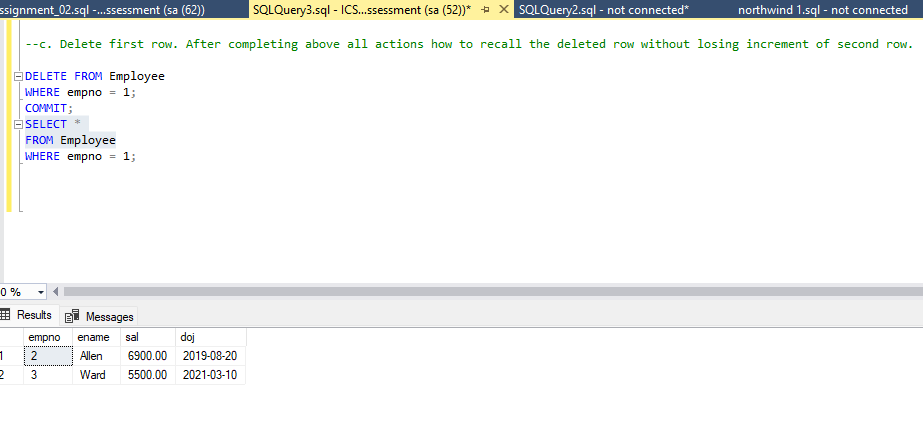 ssignment_02.sql -...ssessment (sa (62)) SQLQuery3.sql - ICS...ssessment (sa (52))* SQLQuery2.sql - not connected* northwind 1.sql - not connected
--c. Delete first row. After completing above all actions how to recall the deleted row without losing increment of second row.
DELETE FROM Employee
WHERE empno = 1;
COMMIT;
SELECT *
FROM Employee
WHERE empno = 1;
0 %
Results Messages
empno ename sal doj
1 2 Allen 6900.00 2019-08-20
2 3 Ward 5500.00 2021-03-10